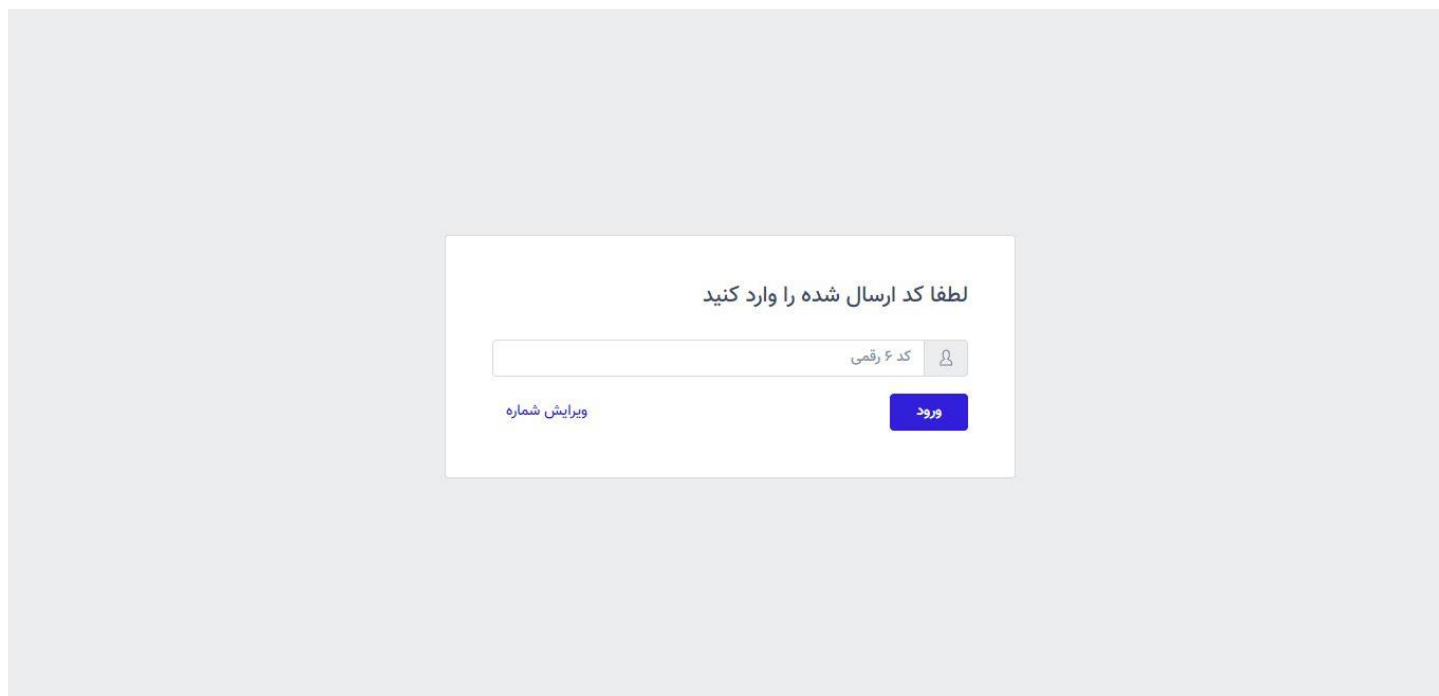 لطفا کد ارسال شده را وارد کنید
کد ۶ رقمی
ورود
ویرایش شماره